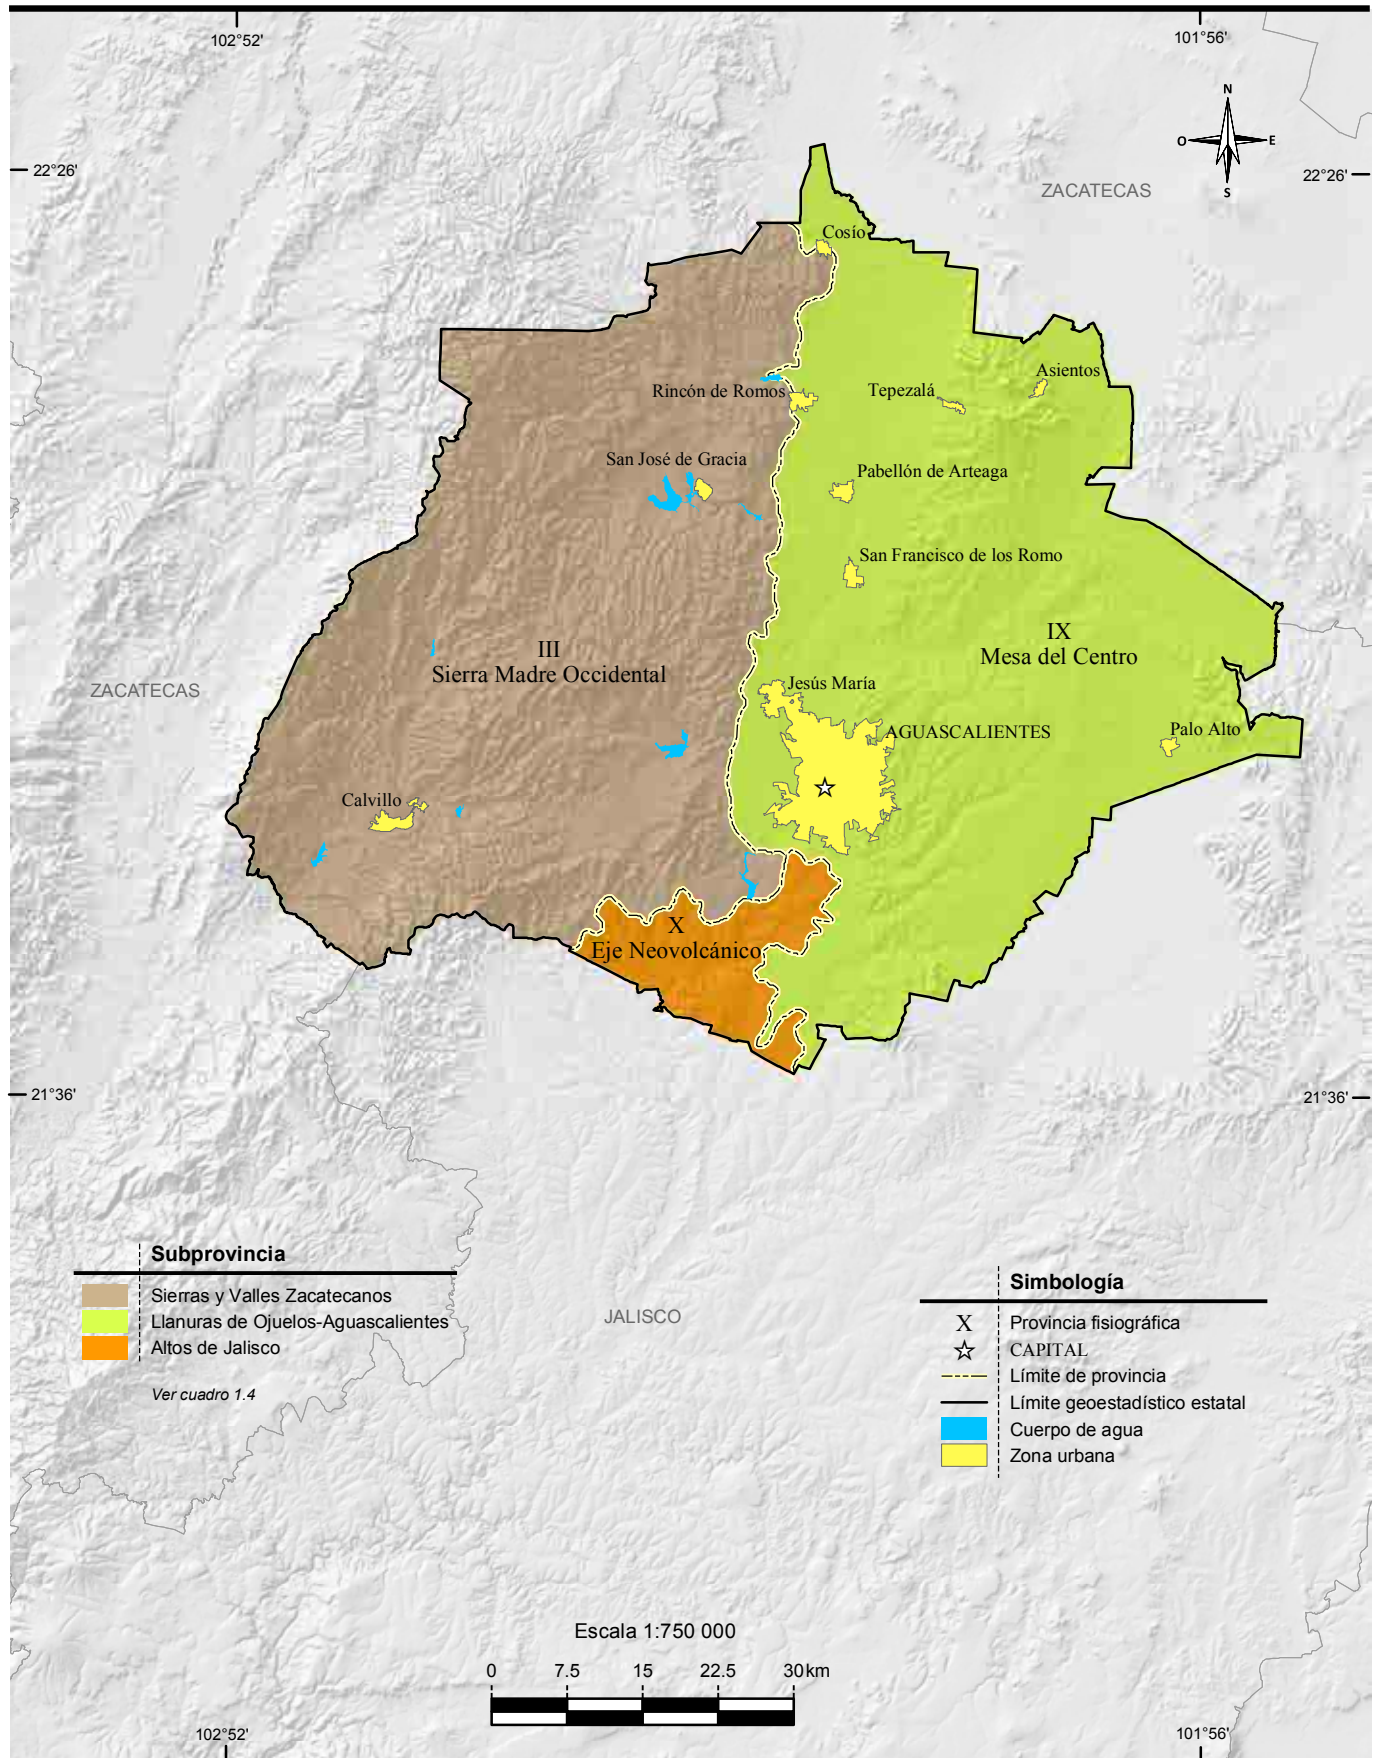 102°52'
101°56'
N
O
E
S
22°26'
22°26'
ZACATECAS
Cosío
Rincón de Romos
Tepezalá
Asientos
San José de Gracia
Pabellón de Arteaga
San Francisco de los Romo
III
Sierra Madre Occidental
IX
Mesa del Centro
ZACATECAS
Jesús María
AGUASCALIENTES
Palo Alto
Calvillo
X
Eje Neovolcánico
21°36'
21°36'
JALISCO
Subprovincia
Sierras y Valles Zacatecanos
Llanuras de Ojuelos-Aguascalientes
Altos de Jalisco
Ver cuadro 1.4
Simbología
X Provincia fisiográfica
CAPITAL
Límite de provincia
Límite geoestadístico estatal
Cuerpo de agua
Zona urbana
Escala 1:750 000
0 7.5 15 22.5 30 km
102°52'
101°56'